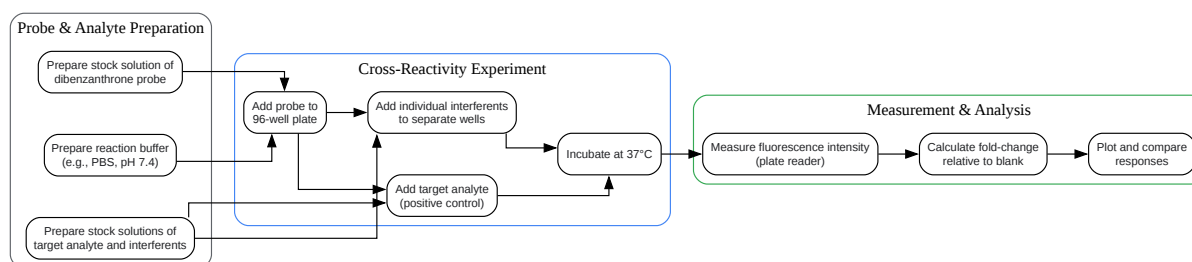 Probe & Analyte Preparation
Prepare stock solution of
dibenzanthrone probe
Prepare reaction buffer
(e.g., PBS, pH 7.4)
Prepare stock solutions of
target analyte and interferents
Cross-Reactivity Experiment
Add probe to
96-well plate
Add individual interferents
to separate wells
Add target analyte
(positive control)
Incubate at 37°C
Measurement & Analysis
Measure fluorescence intensity
(plate reader)
Calculate fold-change
relative to blank
Plot and compare
responses